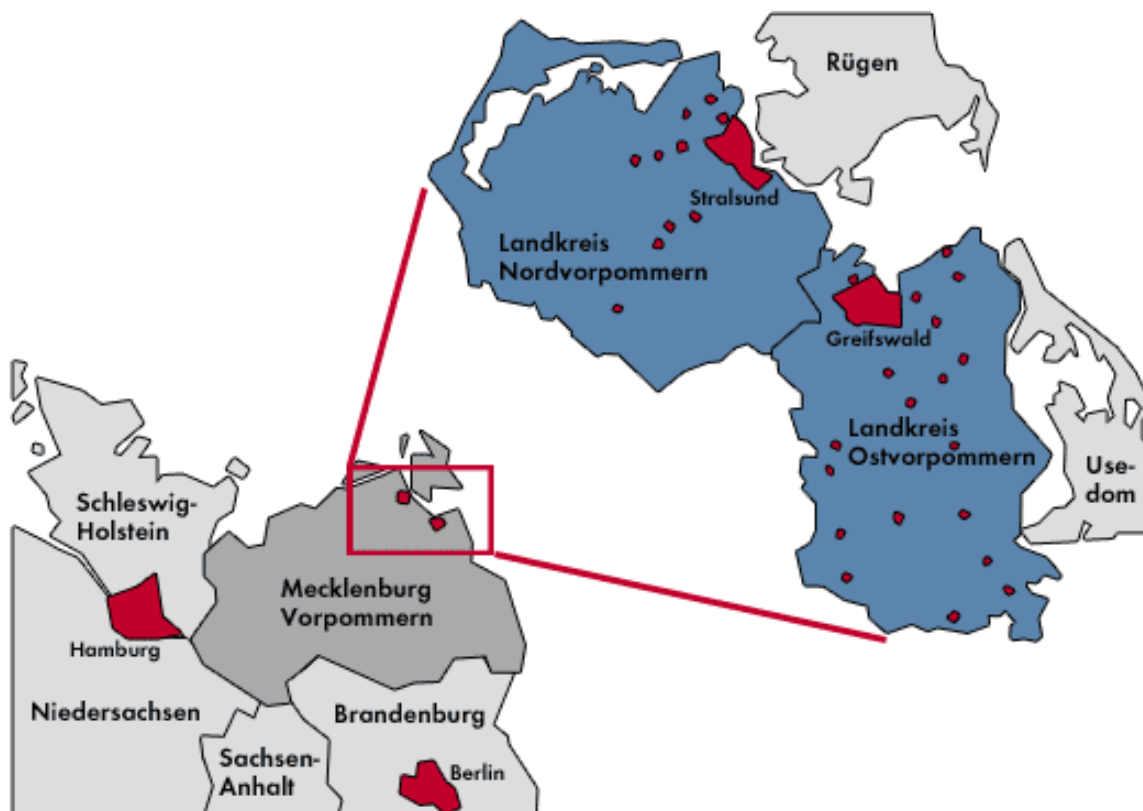 Rügen
Stralsund
Landkreis
Nordvorpommern
Greifswald
Landkreis
Ostvorpommern
Use-
dom
Schleswig-
Holstein
Mecklenburg
Vorpommern
Hamburg
Niedersachsen
Brandenburg
Sachsen-
Anhalt
Berlin